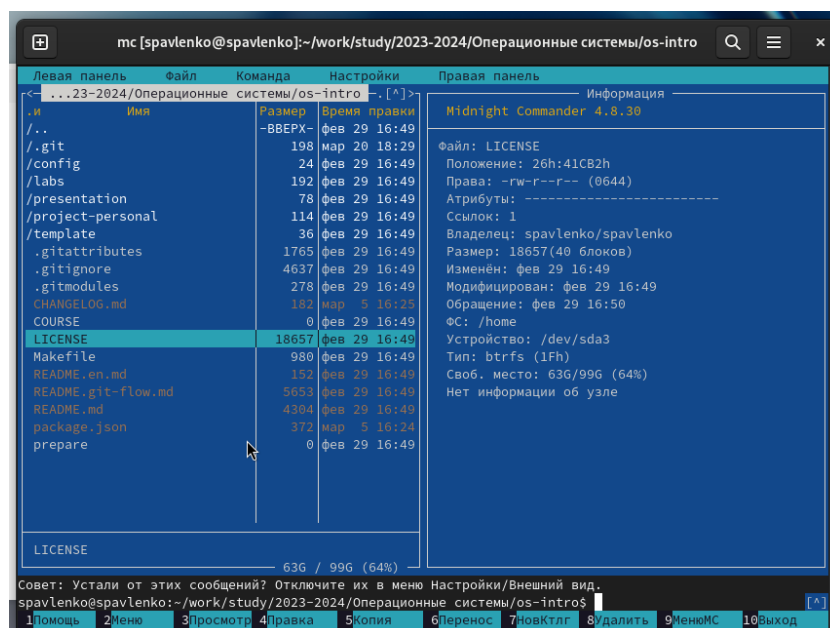 mc [spavlenko@spavlenko]:~/work/study/2023-2024/Операционные системы/os-intro
Левая панель Файл Команда Настройки Правая панель
<─ ...23-2024/Операционные системы/os-intro ─.[^]>
.и Имя Размер Время правки
/.. -ВВЕРХ- фев 29 16:49
/.git 198 мар 20 18:29
/config 24 фев 29 16:49
/labs 192 фев 29 16:49
/presentation 78 фев 29 16:49
/project-personal 114 фев 29 16:49
/template 36 фев 29 16:49
.gitattributes 1765 фев 29 16:49
.gitignore 4637 фев 29 16:49
.gitmodules 278 фев 29 16:49
CHANGELOG.md 182 мар 5 16:25
COURSE 0 фев 29 16:49
LICENSE 18657 фев 29 16:49
Makefile 980 фев 29 16:49
README.en.md 152 фев 29 16:49
README.git-flow.md 5653 фев 29 16:49
README.md 4304 фев 29 16:49
package.json 372 мар 5 16:24
prepare 0 фев 29 16:49
LICENSE
63G / 99G (64%)
Информация
Midnight Commander 4.8.30
Файл: LICENSE
Положение: 26h:41CB2h
Права: -rw-r--r-- (0644)
Атрибуты: -------------------------
Ссылок: 1
Владелец: spavlenko/spavlenko
Размер: 18657(40 блоков)
Изменён: фев 29 16:49
Модифицирован: фев 29 16:49
Обращение: фев 29 16:50
ФС: /home
Устройство: /dev/sda3
Тип: btrfs (1Fh)
Своб. место: 63G/99G (64%)
Нет информации об узле
Совет: Устали от этих сообщений? Отключите их в меню Настройки/Внешний вид.
spavlenko@spavlenko:~/work/study/2023-2024/Операционные системы/os-intro$ [^]
1Помощь 2Меню 3Просмотр 4Правка 5Копия 6Перенос 7НовКтлг 8Удалить 9МенюМС 10Выход